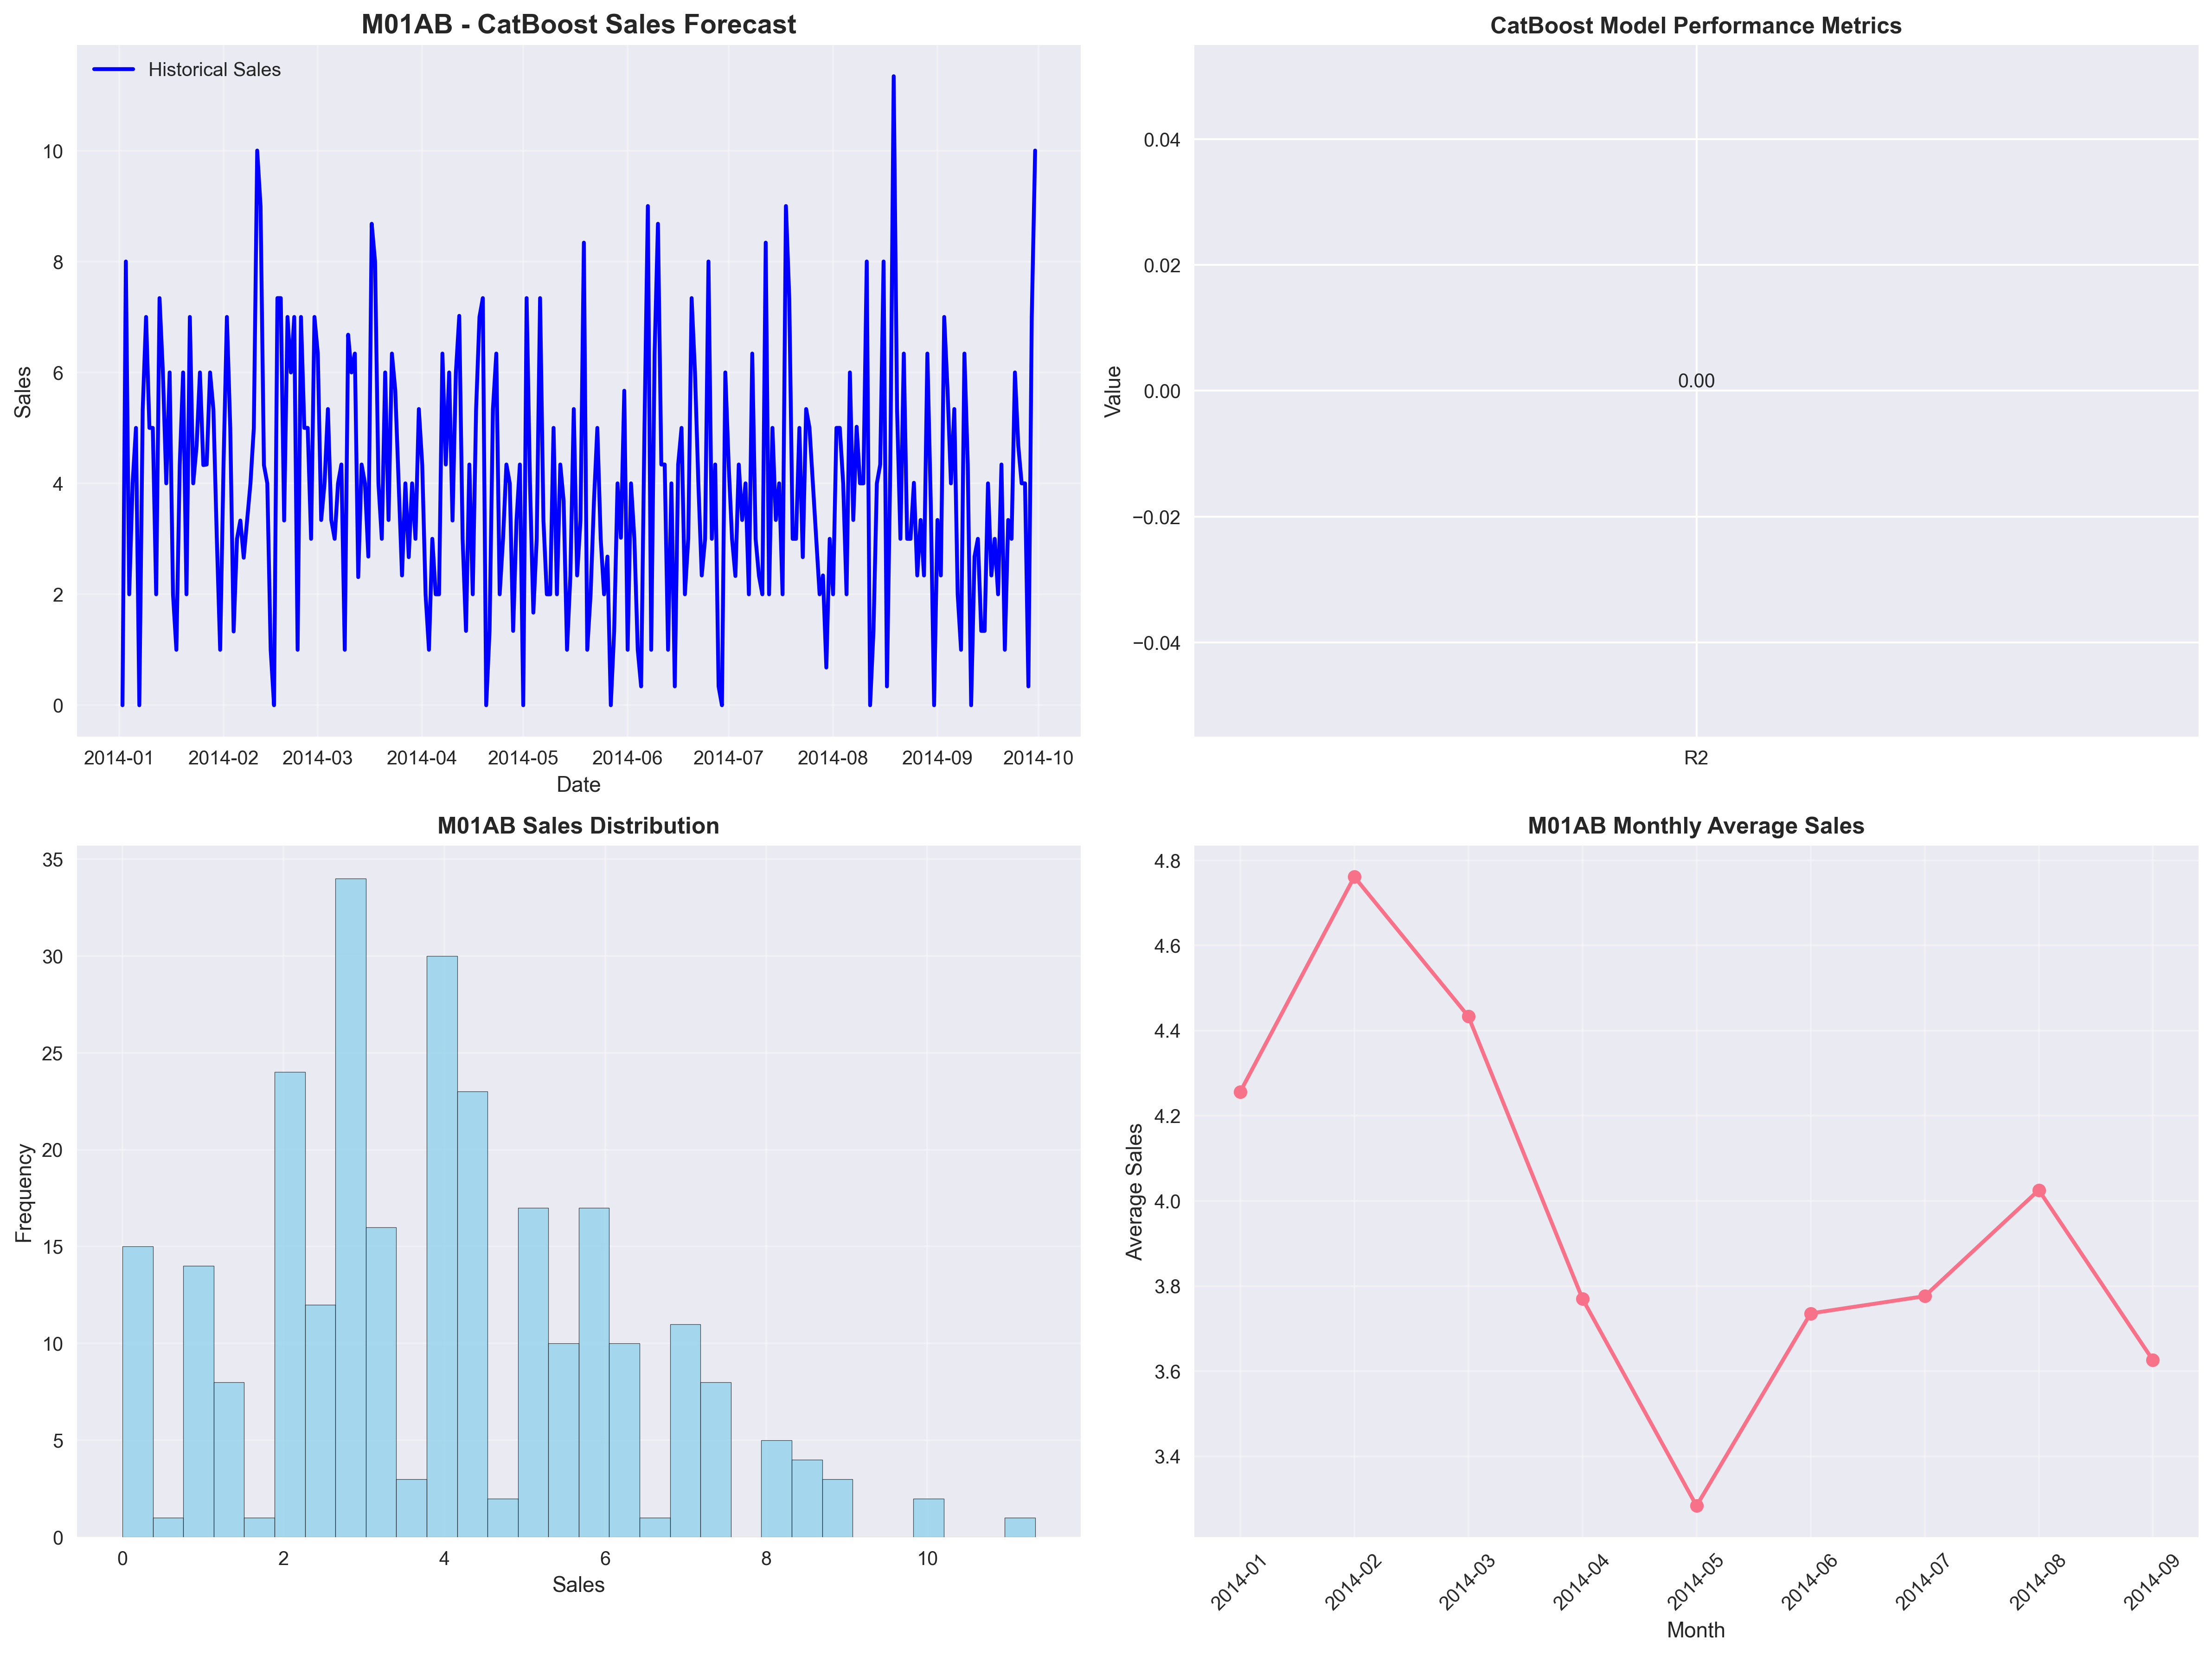 M01AB - CatBoost Sales Forecast
Historical Sales
Sales
10
8
6
4
2
0
2014-01 2014-02 2014-03 2014-04 2014-05 2014-06 2014-07 2014-08 2014-09 2014-10
Date
CatBoost Model Performance Metrics
Value
0.04
0.02
0.00
−0.02
−0.04
0.00
R2
M01AB Sales Distribution
Frequency
35
30
25
20
15
10
5
0
0 2 4 6 8 10
Sales
M01AB Monthly Average Sales
Average Sales
4.8
4.6
4.4
4.2
4.0
3.8
3.6
3.4
2014-01 2014-02 2014-03 2014-04 2014-05 2014-06 2014-07 2014-08 2014-09
Month